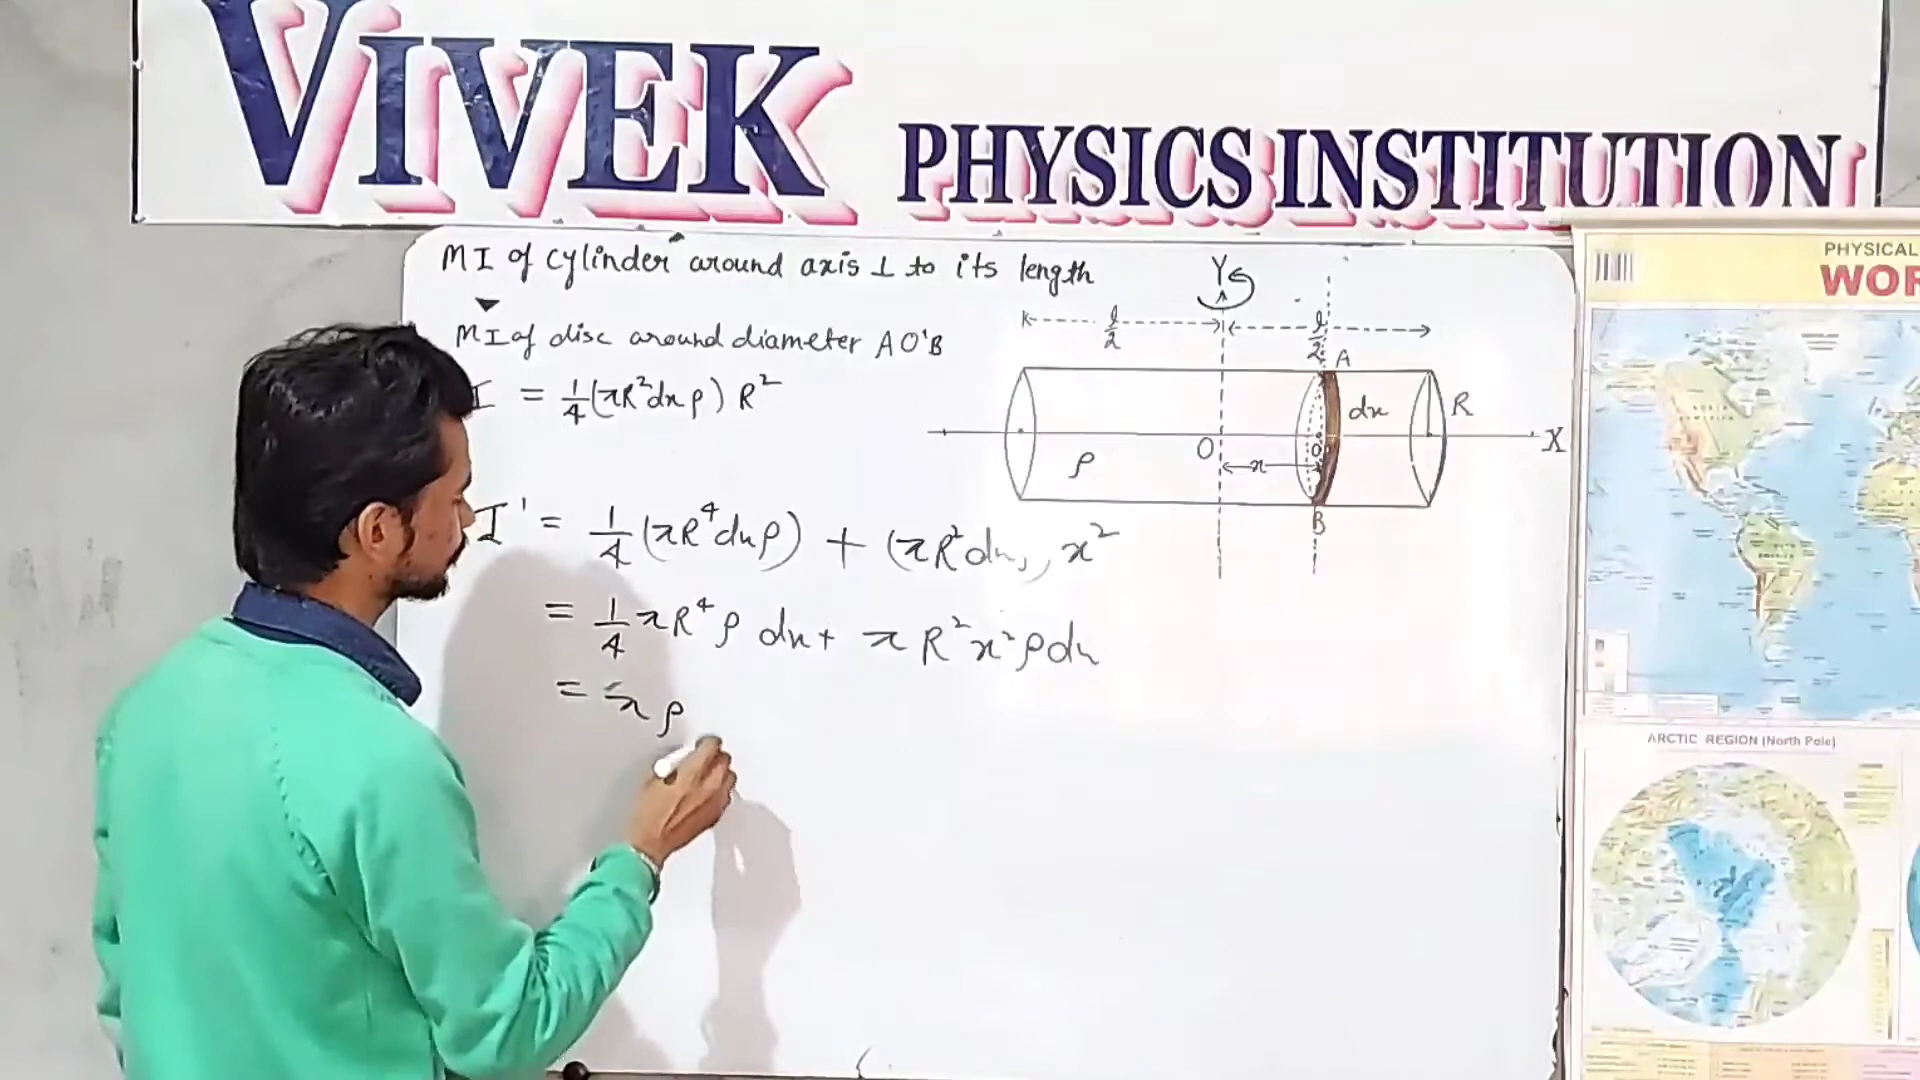 VIVEK PHYSICS INSTITUTION
MI of cylinder around axis ⊥ to its length
MI of disc around diameter AO'B
I = 1/4 (πR²dxρ) R²
I' = 1/4 (πR⁴dxρ) + (πR²dx x²
= 1/4 πR⁴ρ dx + πR²x²ρdx
= πρ
Y
l/2
l/2
A
dx
R
X
O
x
ρ
B
PHYSICAL
WOR
ARCTIC REGION (North Pole)